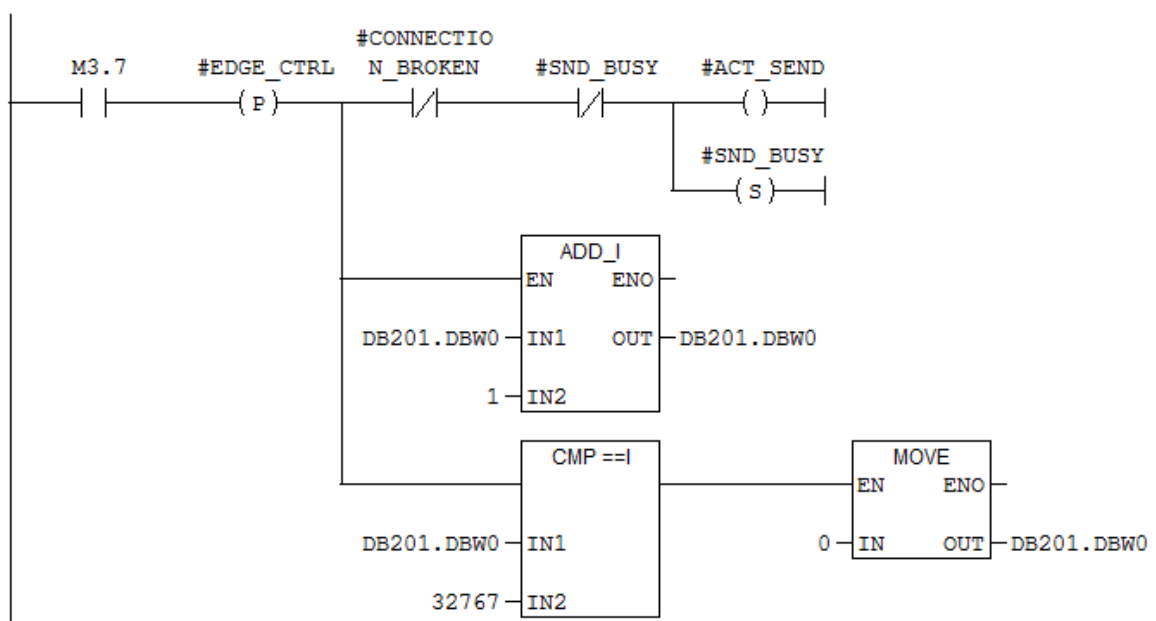 #CONNECTIO
M3.7 #EDGE_CTRL N_BROKEN #SND_BUSY #ACT_SEND
P
#SND_BUSY
S
ADD_I
EN ENO
DB201.DBW0 IN1 OUT DB201.DBW0
1 IN2
CMP ==I MOVE
EN ENO
DB201.DBW0 IN1 0 IN OUT DB201.DBW0
32767 IN2